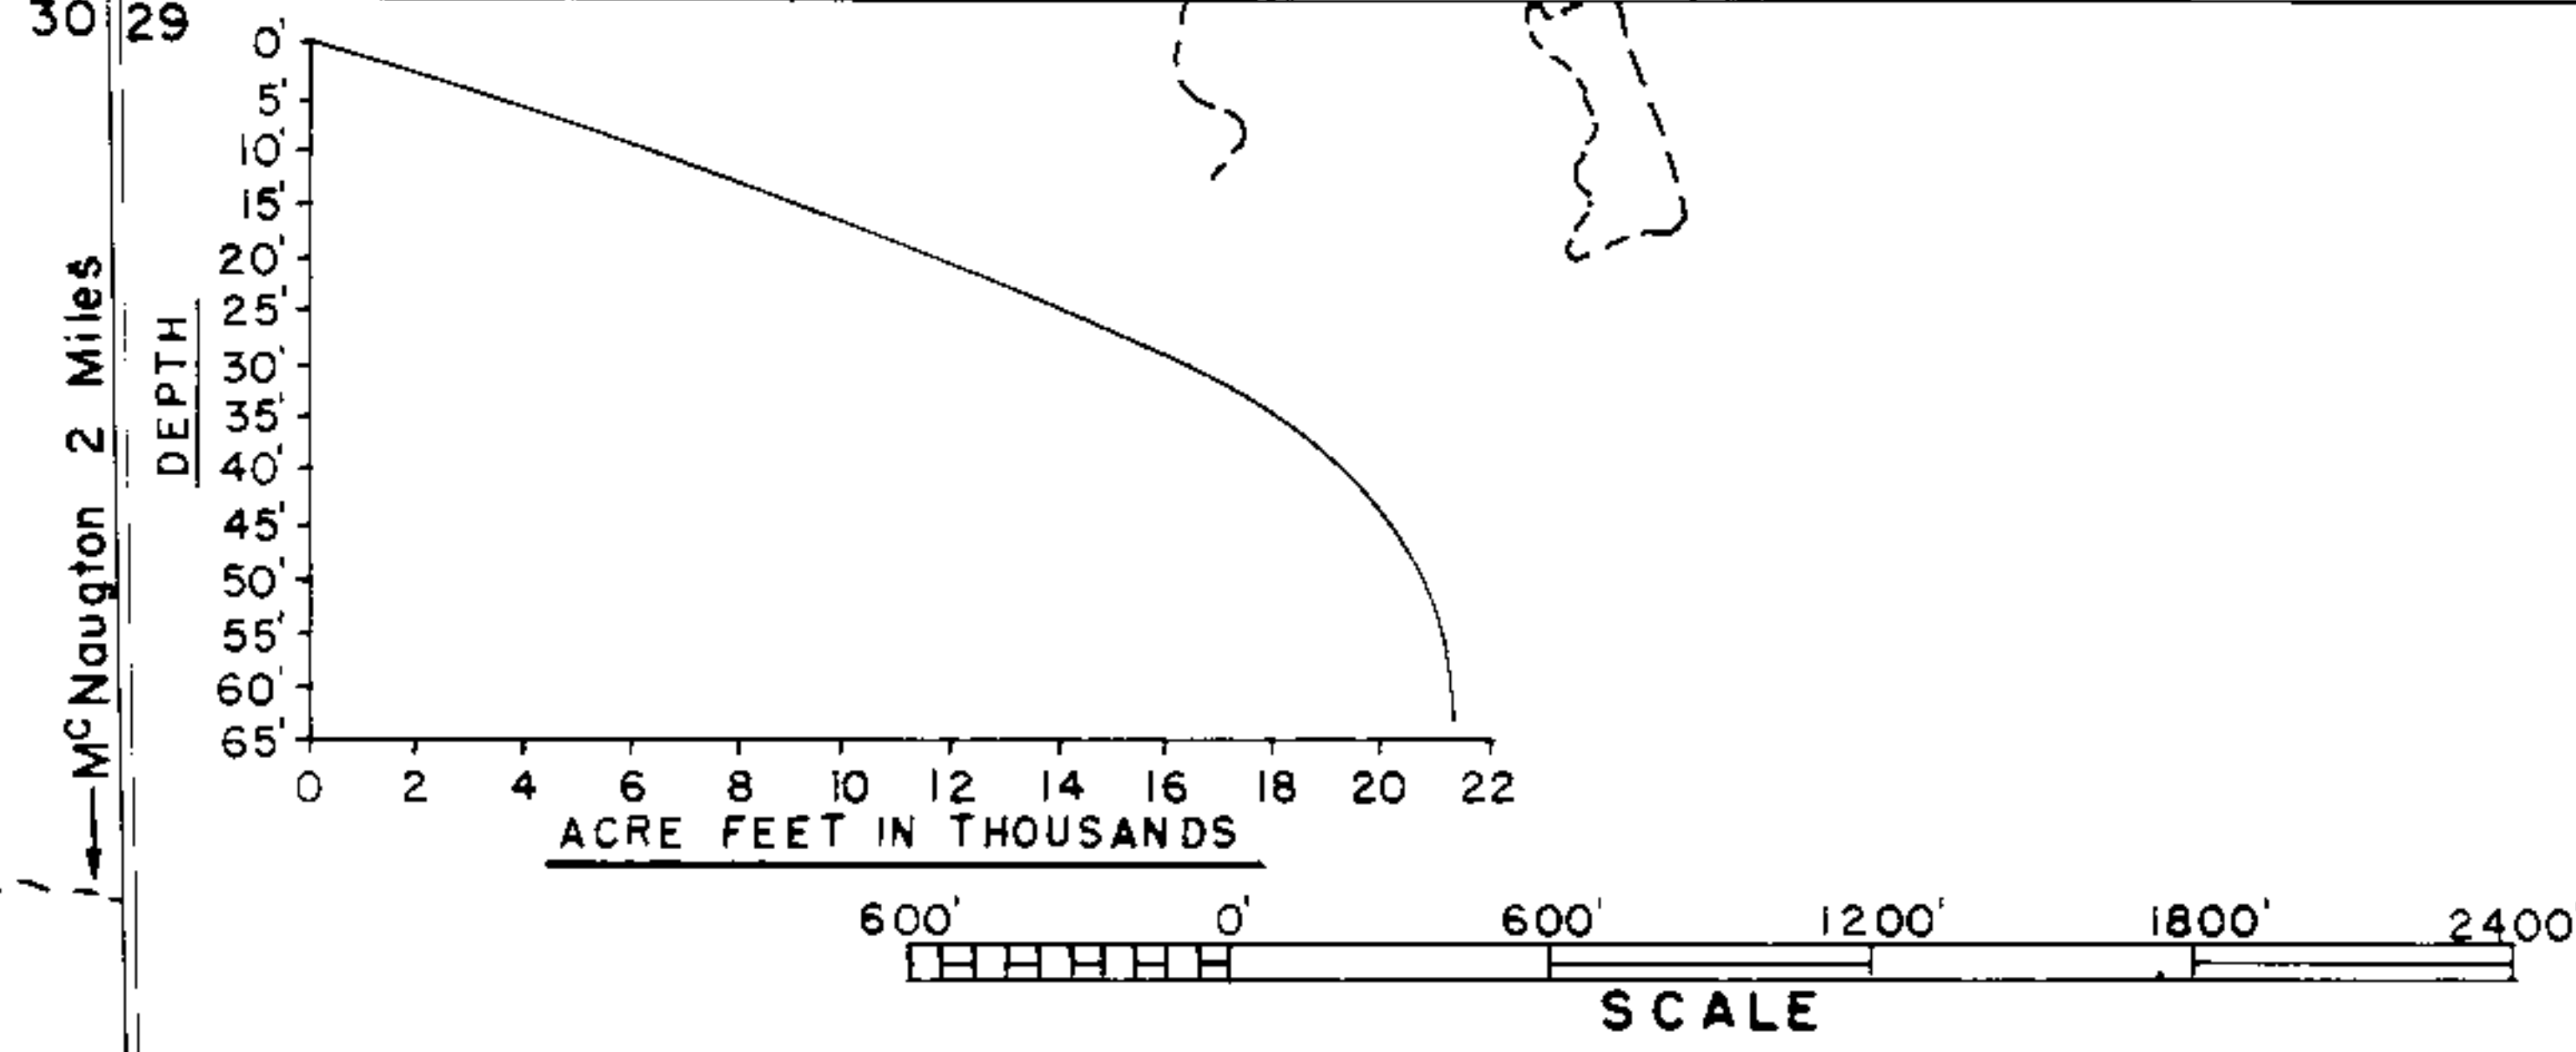 30 29
0'
5'
10'
15'
20'
25'
30'
35'
40'
45'
50'
55'
60'
65'
DEPTH
McNaugton 2 Miles
0 2 4 6 8 10 12 14 16 18 20 22
ACRE FEET IN THOUSANDS
600' 0' 600' 1200' 1800' 2400'
SCALE